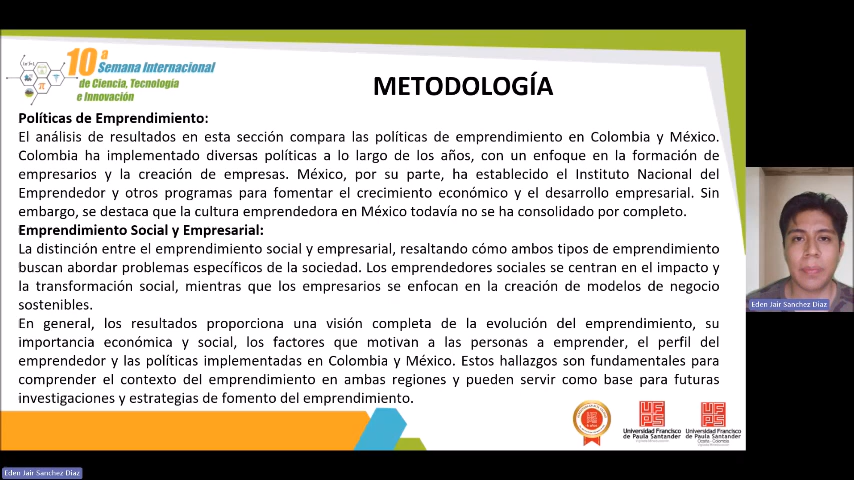 10ª
Semana Internacional
de Ciencia, Tecnología
e Innovación
METODOLOGÍA
Políticas de Emprendimiento:
El análisis de resultados en esta sección compara las políticas de emprendimiento en Colombia y México.
Colombia ha implementado diversas políticas a lo largo de los años, con un enfoque en la formación de
empresarios y la creación de empresas. México, por su parte, ha establecido el Instituto Nacional del
Emprendedor y otros programas para fomentar el crecimiento económico y el desarrollo empresarial. Sin
embargo, se destaca que la cultura emprendedora en México todavía no se ha consolidado por completo.
Emprendimiento Social y Empresarial:
La distinción entre el emprendimiento social y empresarial, resaltando cómo ambos tipos de emprendimiento
buscan abordar problemas específicos de la sociedad. Los emprendedores sociales se centran en el impacto y
la transformación social, mientras que los empresarios se enfocan en la creación de modelos de negocio
sostenibles.
En general, los resultados proporciona una visión completa de la evolución del emprendimiento, su
importancia económica y social, los factores que motivan a las personas a emprender, el perfil del
emprendedor y las políticas implementadas en Colombia y México. Estos hallazgos son fundamentales para
comprender el contexto del emprendimiento en ambas regiones y pueden servir como base para futuras
investigaciones y estrategias de fomento del emprendimiento.
UFPS
Universidad Francisco
de Paula Santander
UFPS
Universidad Francisco
de Paula Santander
Ocaña - Colombia
Eden Jair Sanchez Diaz
Eden Jair Sanchez Diaz